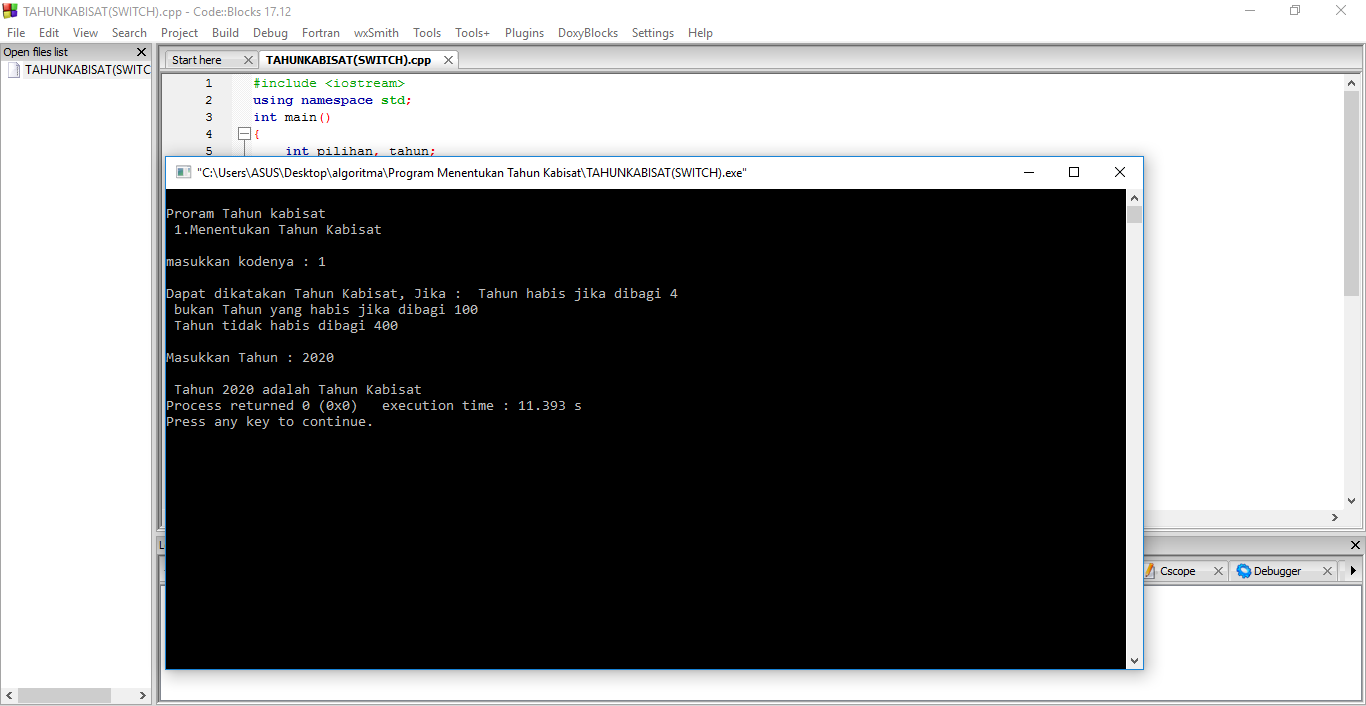 TAHUNKABISAT(SWITCH).cpp - Code::Blocks 17.12
File Edit View Search Project Build Debug Fortran wxSmith Tools Tools+ Plugins DoxyBlocks Settings Help
Open files list
TAHUNKABISAT(SWITC
Start here TAHUNKABISAT(SWITCH).cpp
1 #include <iostream>
2 using namespace std;
3 int main()
4 {
5 int pilihan, tahun;
"C:\Users\ASUS\Desktop\algoritma\Program Menentukan Tahun Kabisat\TAHUNKABISAT(SWITCH).exe"
Proram Tahun kabisat
1.Menentukan Tahun Kabisat
masukkan kodenya : 1
Dapat dikatakan Tahun Kabisat, Jika :  Tahun habis jika dibagi 4
bukan Tahun yang habis jika dibagi 100
Tahun tidak habis dibagi 400
Masukkan Tahun : 2020
Tahun 2020 adalah Tahun Kabisat
Process returned 0 (0x0)   execution time : 11.393 s
Press any key to continue.
Cscope Debugger